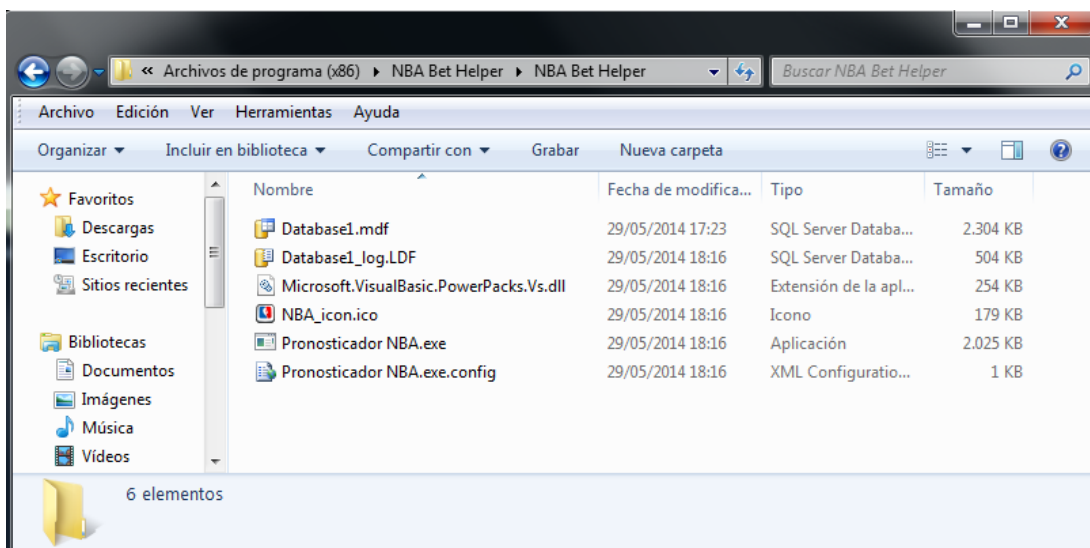 « Archivos de programa (x86) ▸ NBA Bet Helper ▸ NBA Bet Helper
Buscar NBA Bet Helper
Archivo Edición Ver Herramientas Ayuda
Organizar Incluir en biblioteca Compartir con Grabar Nueva carpeta
Favoritos
Descargas
Escritorio
Sitios recientes
Bibliotecas
Documentos
Imágenes
Música
Vídeos
Nombre Fecha de modifica... Tipo Tamaño
Database1.mdf 29/05/2014 17:23 SQL Server Databa... 2.304 KB
Database1_log.LDF 29/05/2014 18:16 SQL Server Databa... 504 KB
Microsoft.VisualBasic.PowerPacks.Vs.dll 29/05/2014 18:16 Extensión de la apl... 254 KB
NBA_icon.ico 29/05/2014 18:16 Icono 179 KB
Pronosticador NBA.exe 29/05/2014 18:16 Aplicación 2.025 KB
Pronosticador NBA.exe.config 29/05/2014 18:16 XML Configuratio... 1 KB
6 elementos